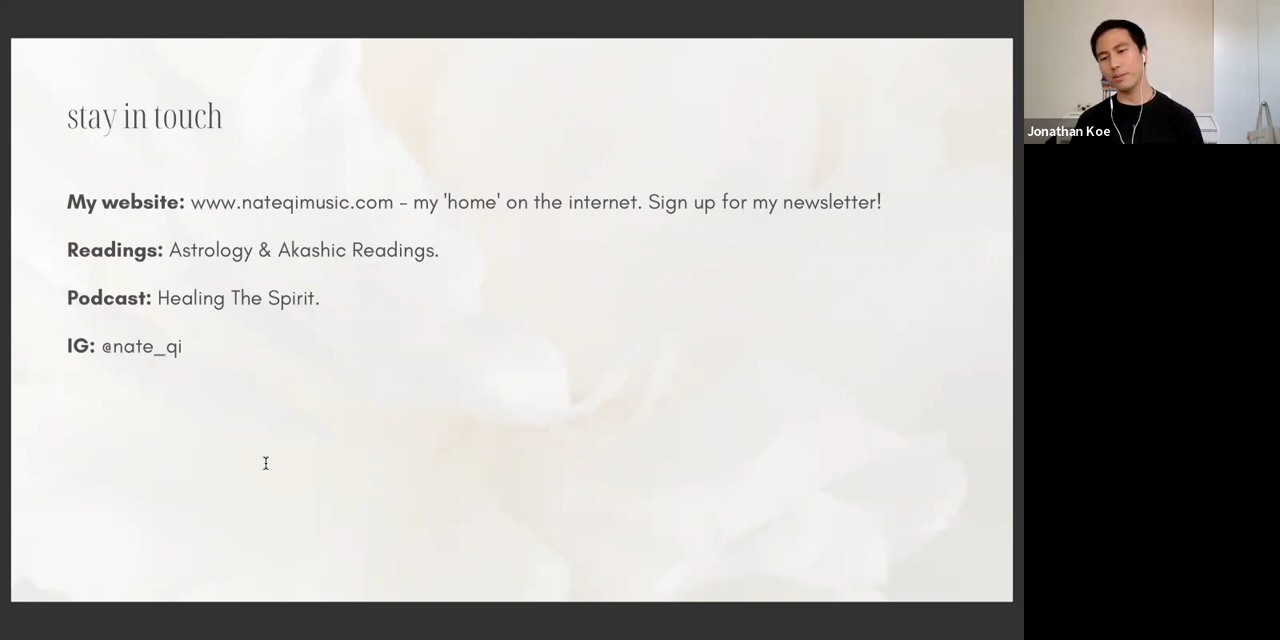 stay in touch
My website: www.nateqimusic.com - my 'home' on the internet. Sign up for my newsletter!
Readings: Astrology & Akashic Readings.
Podcast: Healing The Spirit.
IG: @nate_qi
Jonathan Koe